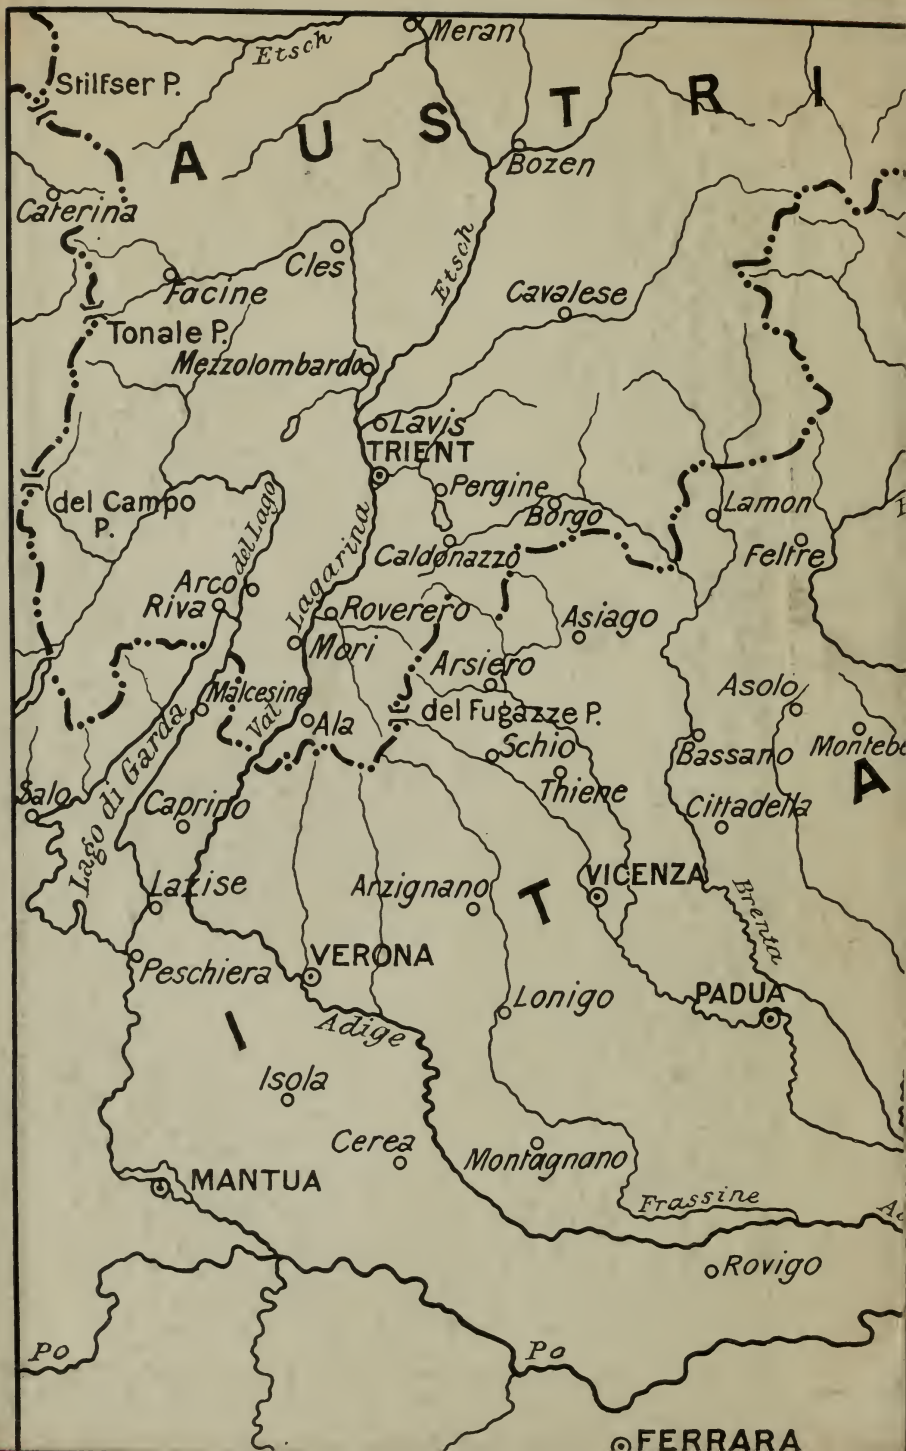 Meran
Etsch
Stilfser P.
A U S T R I
Bozen
Caterina
Etsch
Cles
Facine
Cavalese
Tonale P.
Mezzolombardo
Lavis
TRIENT
Pergine
del Campo
P.
del Lago
Borgo
Lamon
Lagarina
Caldonazzo
Feltre
Arco
Riva
Roverero
Asiago
Mori
Arsiero
Malcesine
Asolo
Val
Ala
del Fugazze P.
Schio
Bassano
Monteb
Lago di Garda
Salo
Caprino
Thiene
Cittadella
A
Lazise
Arzignano
T
VICENZA
Brenta
Peschiera
VERONA
Lonigo
PADUA
I
Adige
Isola
Cerea
Montagnano
MANTUA
Frassine
Ad
Rovigo
Po
Po
FERRARA